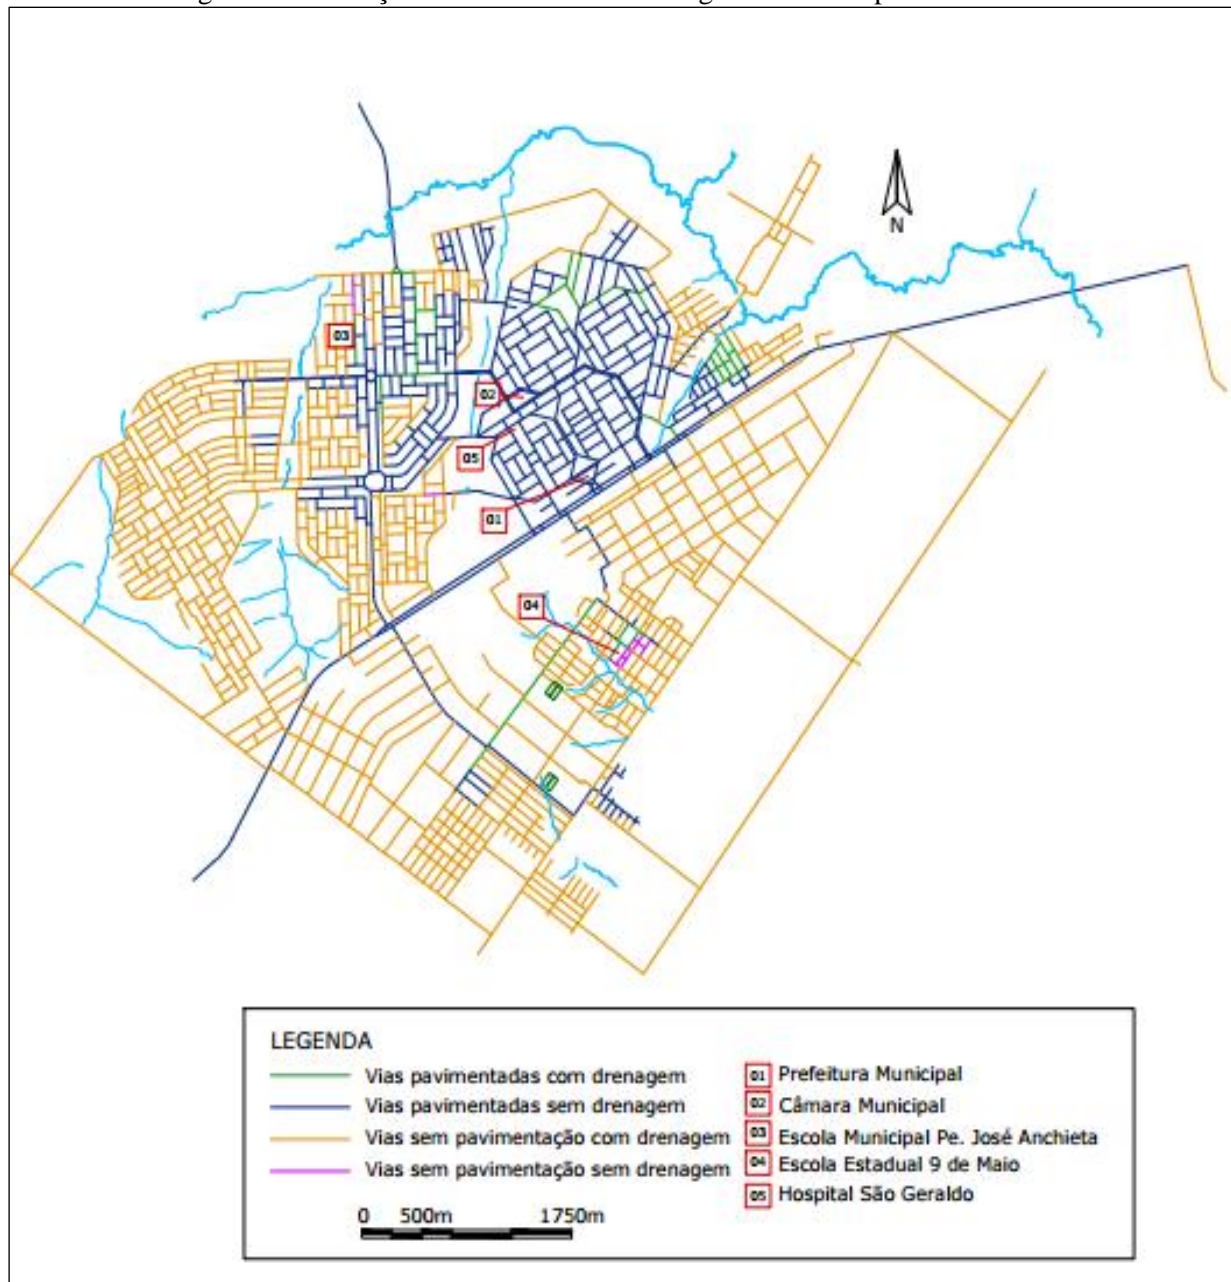 03
02
05
01
04
N
LEGENDA
Vias pavimentadas com drenagem
Vias pavimentadas sem drenagem
Vias sem pavimentação com drenagem
Vias sem pavimentação sem drenagem
0 500m 1750m
01 Prefeitura Municipal
02 Câmara Municipal
03 Escola Municipal Pe. José Anchieta
04 Escola Estadual 9 de Maio
05 Hospital São Geraldo